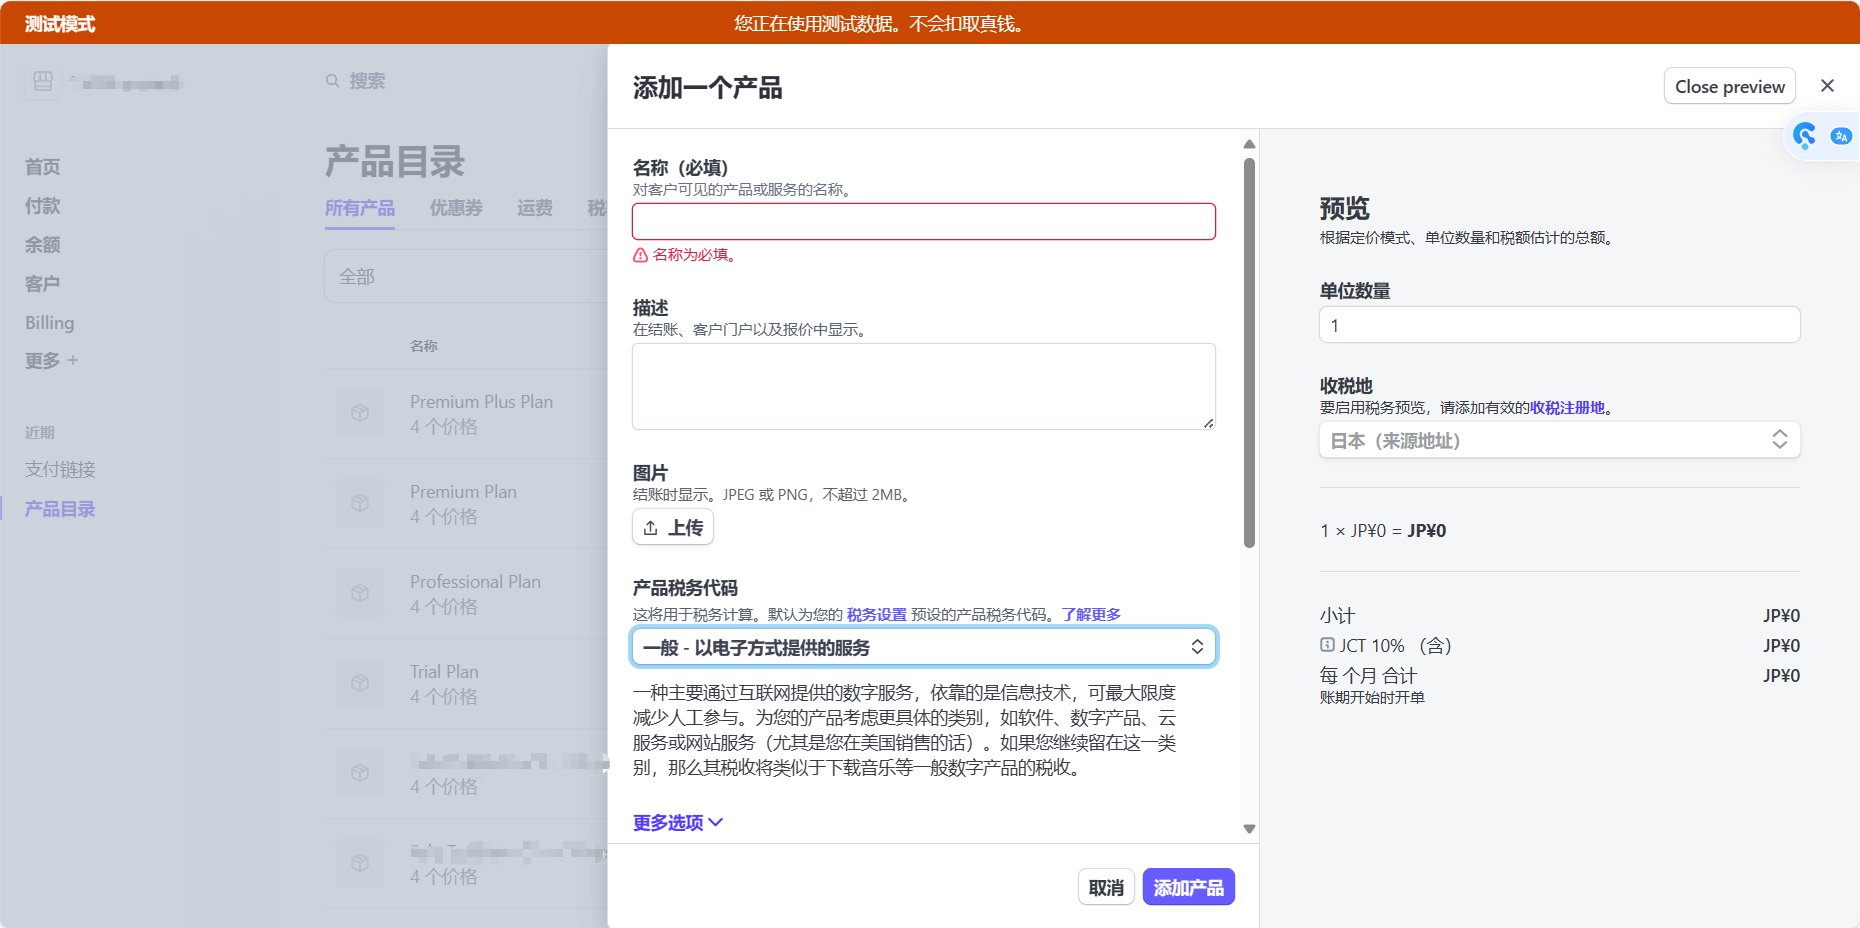 测试模式
您正在使用测试数据。不会扣取真钱。
搜索
首页
付款
余额
客户
Billing
更多 +
近期
支付链接
产品目录
产品目录
所有产品 优惠券 运费 税
全部
名称
Premium Plus Plan
4 个价格
Premium Plan
4 个价格
Professional Plan
4 个价格
Trial Plan
4 个价格
4 个价格
4 个价格
添加一个产品
Close preview
名称（必填）
对客户可见的产品或服务的名称。
名称为必填。
描述
在结账、客户门户以及报价中显示。
图片
结账时显示。JPEG 或 PNG，不超过 2MB。
上传
产品税务代码
这将用于税务计算。默认为您的 税务设置 预设的产品税务代码。了解更多
一般 - 以电子方式提供的服务
一种主要通过互联网提供的数字服务，依靠的是信息技术，可最大限度
减少人工参与。为您的产品考虑更具体的类别，如软件、数字产品、云
服务或网站服务（尤其是您在美国销售的话）。如果您继续留在这一类
别，那么其税收将类似于下载音乐等一般数字产品的税收。
更多选项
取消
添加产品
预览
根据定价模式、单位数量和税额估计的总额。
单位数量
1
收税地
要启用税务预览，请添加有效的收税注册地。
日本（来源地址）
1 × JP¥0 = JP¥0
小计 JP¥0
JCT 10% （含） JP¥0
每 个月 合计 JP¥0
账期开始时开单